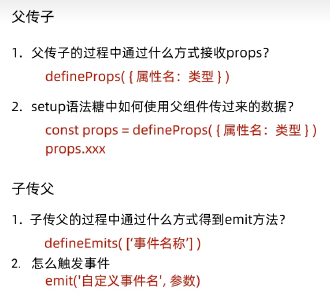 父传子
1. 父传子的过程中通过什么方式接收props？
defineProps( { 属性名：类型 } )
2. setup语法糖中如何使用父组件传过来的数据？
const props = defineProps( { 属性名：类型 } )
props.xxx
子传父
1. 子传父的过程中通过什么方式得到emit方法？
defineEmits( ['事件名称'] )
2. 怎么触发事件
emit('自定义事件名', 参数)